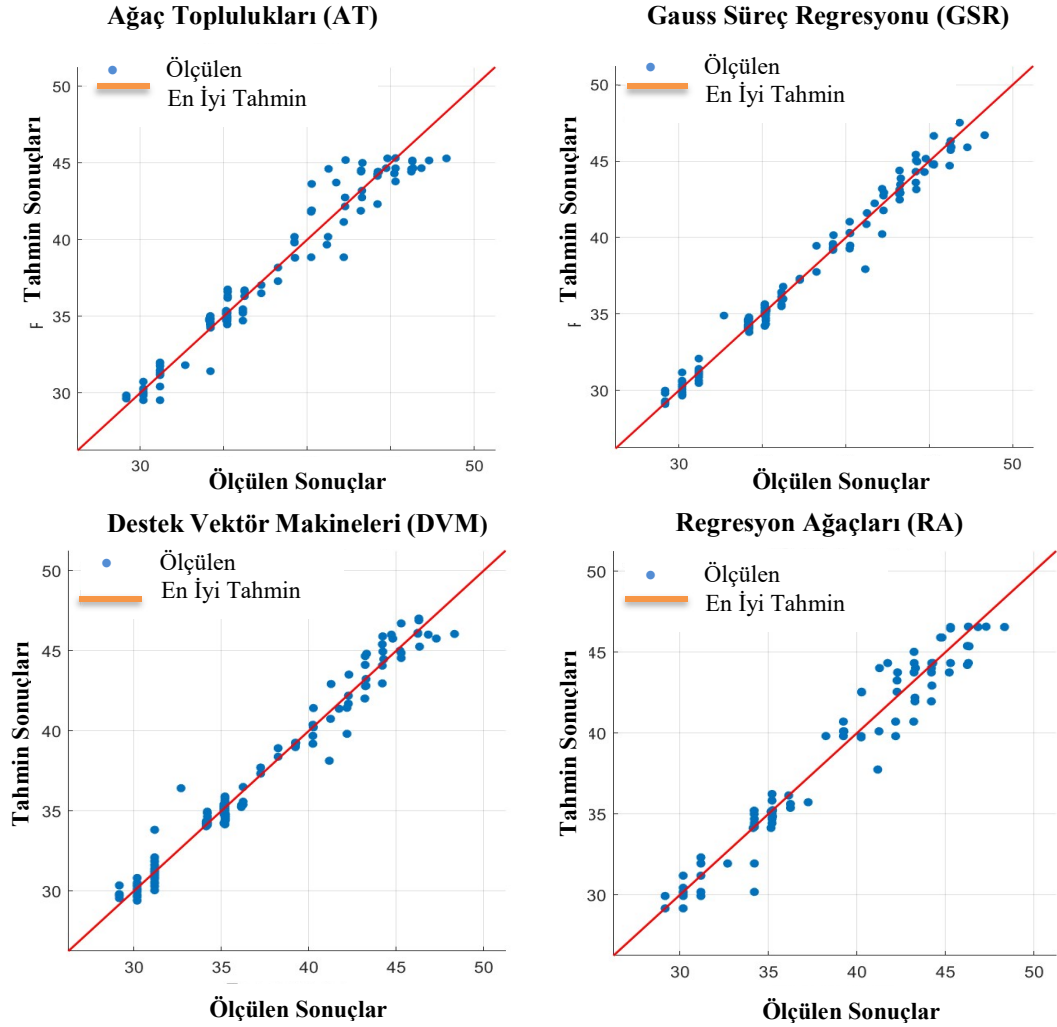 Ağaç Toplulukları (AT)
Ölçülen
En İyi Tahmin
Tahmin Sonuçları
50
45
40
35
30
30
50
Ölçülen Sonuçlar
Gauss Süreç Regresyonu (GSR)
Ölçülen
En İyi Tahmin
Tahmin Sonuçları
50
45
40
35
30
30
50
Ölçülen Sonuçlar
Destek Vektör Makineleri (DVM)
Ölçülen
En İyi Tahmin
Tahmin Sonuçları
50
45
40
35
30
30
35
40
45
50
Ölçülen Sonuçlar
Regresyon Ağaçları (RA)
Ölçülen
En İyi Tahmin
Tahmin Sonuçları
50
45
40
35
30
30
35
40
45
50
Ölçülen Sonuçlar